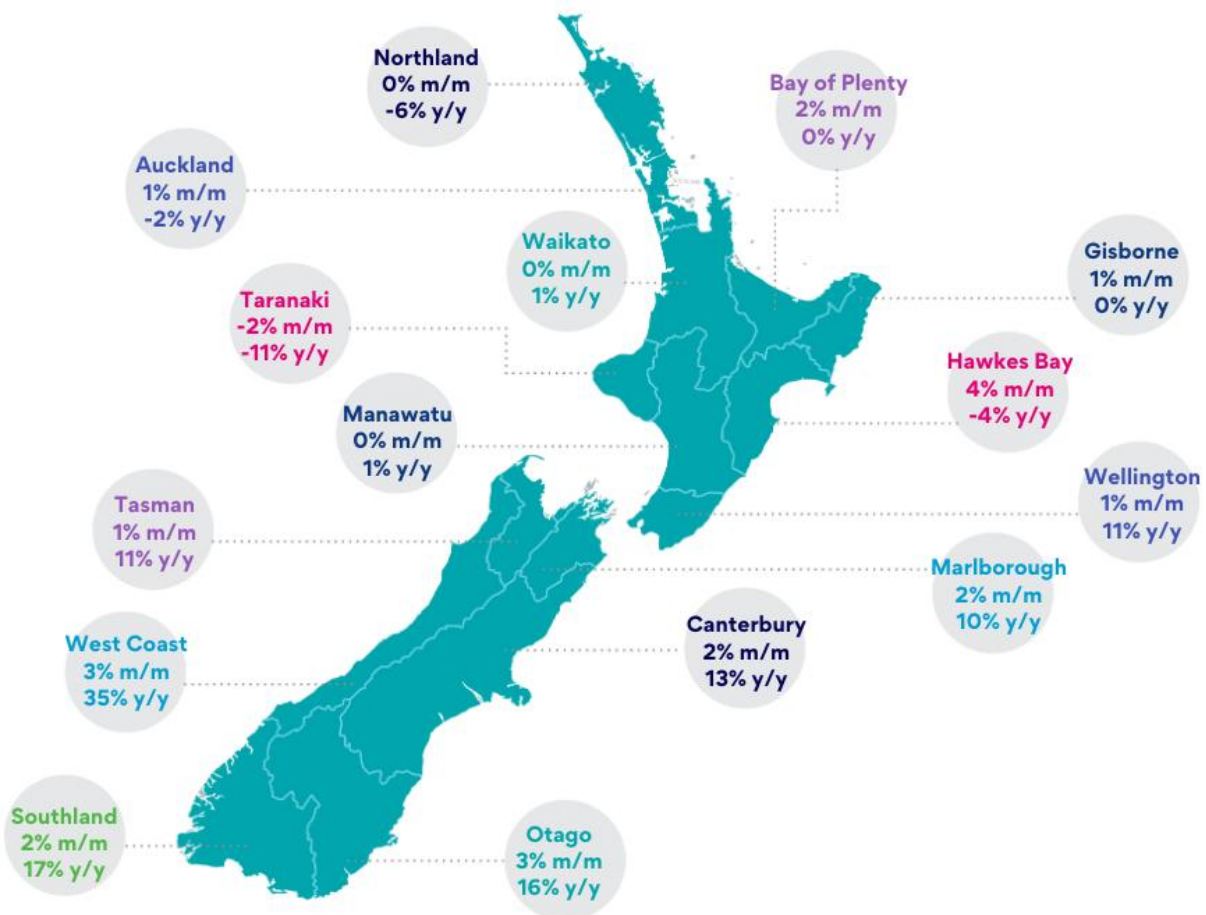 Northland
0% m/m
-6% y/y
Bay of Plenty
2% m/m
0% y/y
Auckland
1% m/m
-2% y/y
Waikato
0% m/m
1% y/y
Gisborne
1% m/m
0% y/y
Taranaki
-2% m/m
-11% y/y
Hawkes Bay
4% m/m
-4% y/y
Manawatu
0% m/m
1% y/y
Wellington
1% m/m
11% y/y
Tasman
1% m/m
11% y/y
Marlborough
2% m/m
10% y/y
Canterbury
2% m/m
13% y/y
West Coast
3% m/m
35% y/y
Southland
2% m/m
17% y/y
Otago
3% m/m
16% y/y